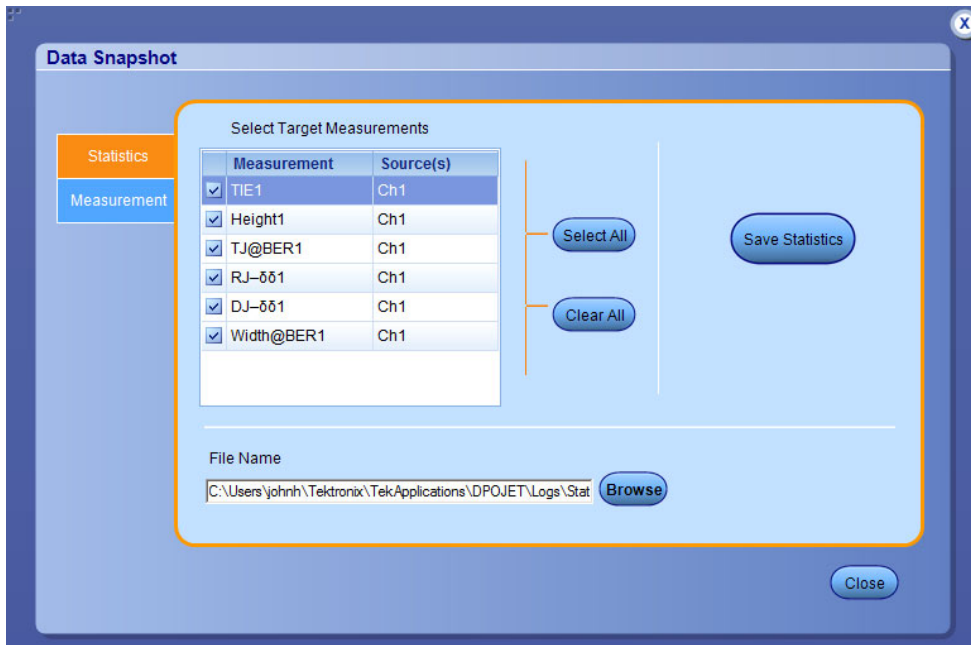 X
Data Snapshot
Statistics
Measurement
Select Target Measurements
Measurement Source(s)
TIE1 Ch1
Height1 Ch1
TJ@BER1 Ch1
RJ–δδ1 Ch1
DJ–δδ1 Ch1
Width@BER1 Ch1
Select All
Clear All
Save Statistics
File Name
C:\Users\johnh\Tektronix\TekApplications\DPOJET\Logs\Stat
Browse
Close